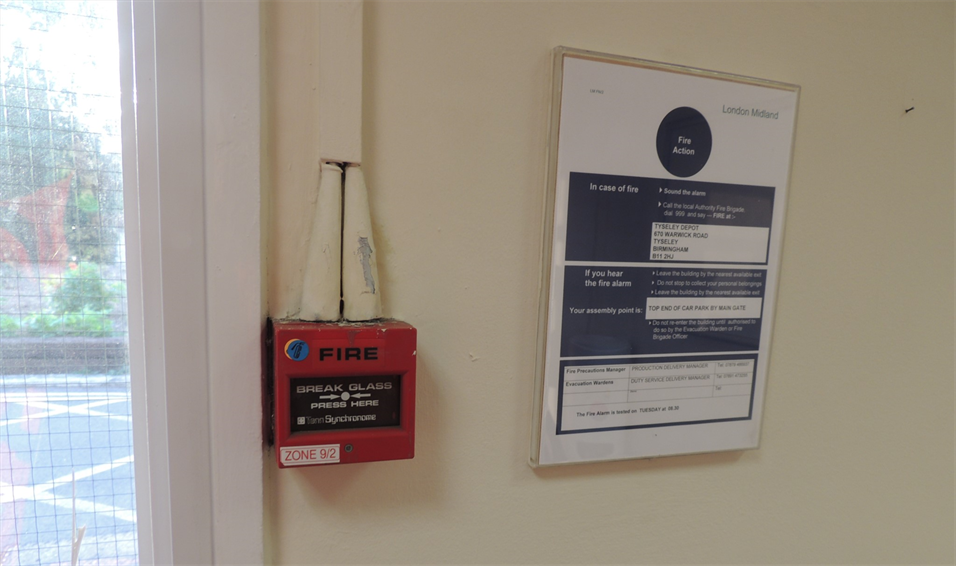 FIRE
BREAK GLASS
PRESS HERE
Tann Synchronome
ZONE 9/2
London Midland
Fire
Action
In case of fire
Sound the alarm
Call the local Authority Fire Brigade,
dial 999 and say — FIRE at :-
TYSELEY DEPOT
670 WARWICK ROAD
TYSELEY
BIRMINGHAM
B11 2HJ
If you hear
the fire alarm
Leave the building by the nearest available exit
Do not stop to collect your personal belongings
Leave the building by the nearest available exit
Your assembly point is:
TOP END OF CAR PARK BY MAIN GATE
Do not re-enter the building until authorised to
do so by the Evacuation Warden or Fire
Brigade Officer
Fire Precautions Manager
PRODUCTION DELIVERY MANAGER
Evacuation Wardens
DUTY SERVICE DELIVERY MANAGER
The Fire Alarm is tested on TUESDAY at